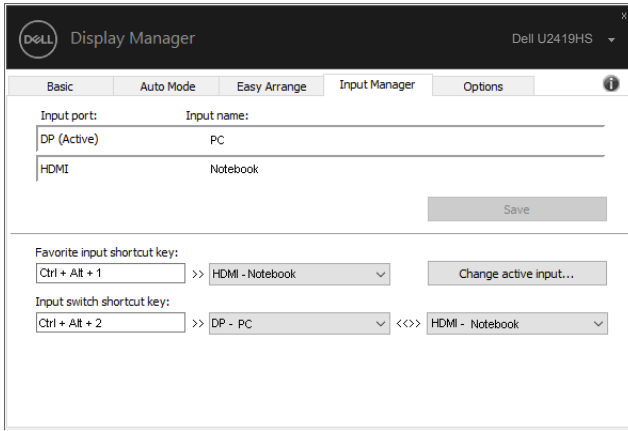 x
DELL Display Manager Dell U2419HS
Basic Auto Mode Easy Arrange Input Manager Options i
Input port: Input name:
DP (Active) PC
HDMI Notebook
Save
Favorite input shortcut key:
Ctrl + Alt + 1 >> HDMI - Notebook Change active input...
Input switch shortcut key:
Ctrl + Alt + 2 >> DP - PC <<>> HDMI - Notebook